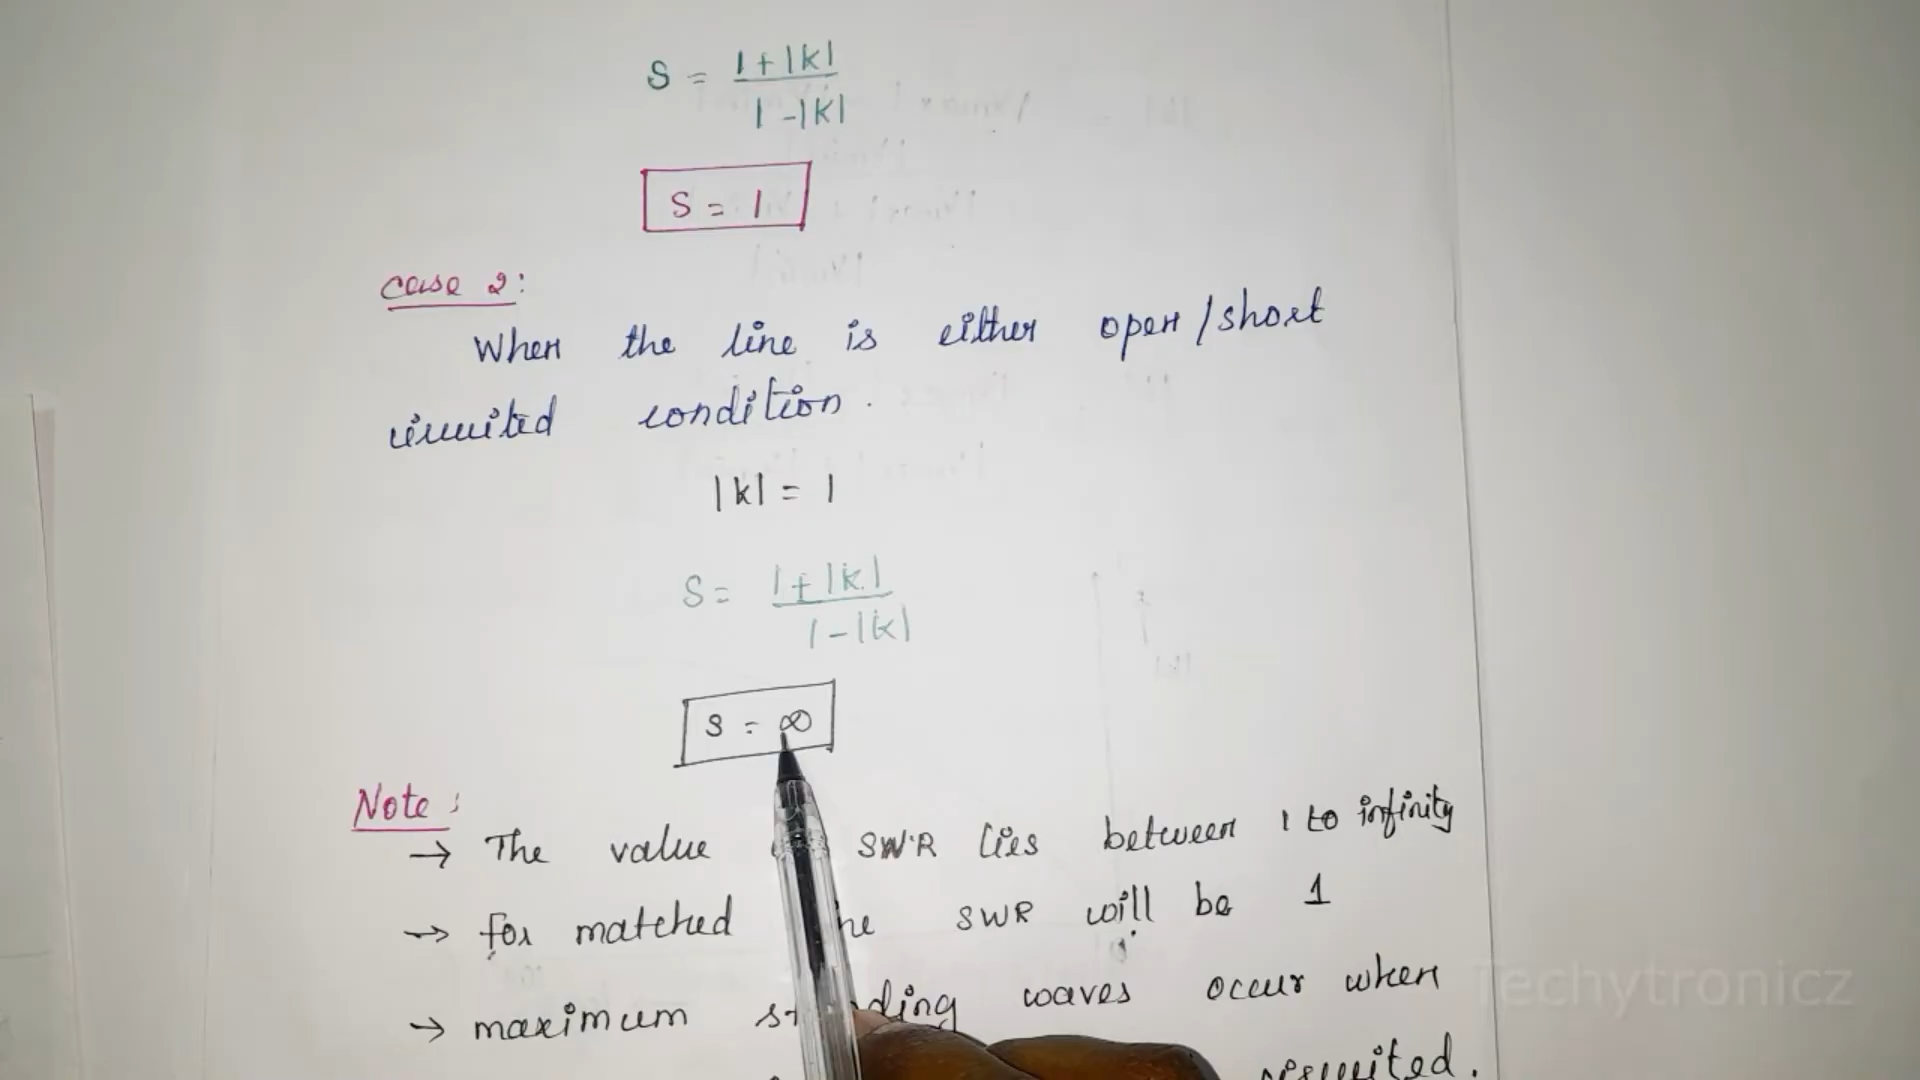 S = 1+|k| / 1-|k|
S = 1
case 2:
When the line is either open/short
circuited condition.
|k| = 1
S = 1+|k| / 1-|k|
S = ∞
Note:
→ The value SWR lies between 1 to infinity
→ for matched SWR will be 1
→ maximum waves occur when
circuited.
Techytronicz